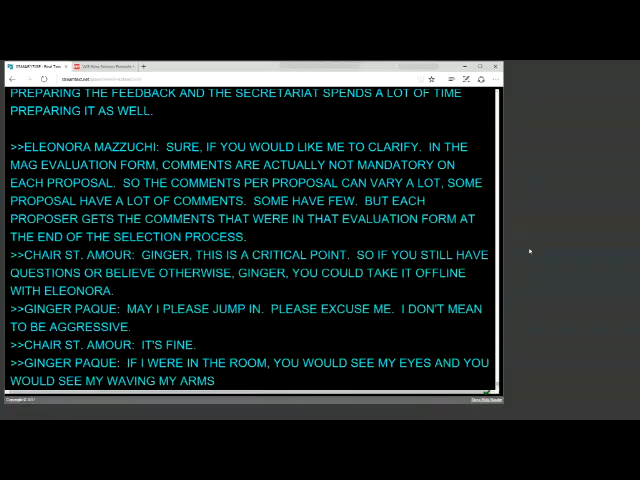 PREPARING THE FEEDBACK AND THE SECRETARIAT SPENDS A LOT OF TIME
PREPARING IT AS WELL.
>>ELEONORA MAZZUCHI:  SURE, IF YOU WOULD LIKE ME TO CLARIFY.  IN THE
MAG EVALUATION FORM, COMMENTS ARE ACTUALLY NOT MANDATORY ON
EACH PROPOSAL.  SO THE COMMENTS PER PROPOSAL CAN VARY A LOT, SOME
PROPOSAL HAVE A LOT OF COMMENTS.  SOME HAVE FEW.  BUT EACH
PROPOSER GETS THE COMMENTS THAT WERE IN THAT EVALUATION FORM AT
THE END OF THE SELECTION PROCESS.
>>CHAIR ST. AMOUR:  GINGER, THIS IS A CRITICAL POINT.  SO IF YOU STILL HAVE
QUESTIONS OR BELIEVE OTHERWISE, GINGER, YOU COULD TAKE IT OFFLINE
WITH ELEONORA.
>>GINGER PAQUE:  MAY I PLEASE JUMP IN.  PLEASE EXCUSE ME.  I DON'T MEAN
TO BE AGGRESSIVE.
>>CHAIR ST. AMOUR:  IT'S FINE.
>>GINGER PAQUE:  IF I WERE IN THE ROOM, YOU WOULD SEE MY EYES AND YOU
WOULD SEE MY WAVING MY ARMS